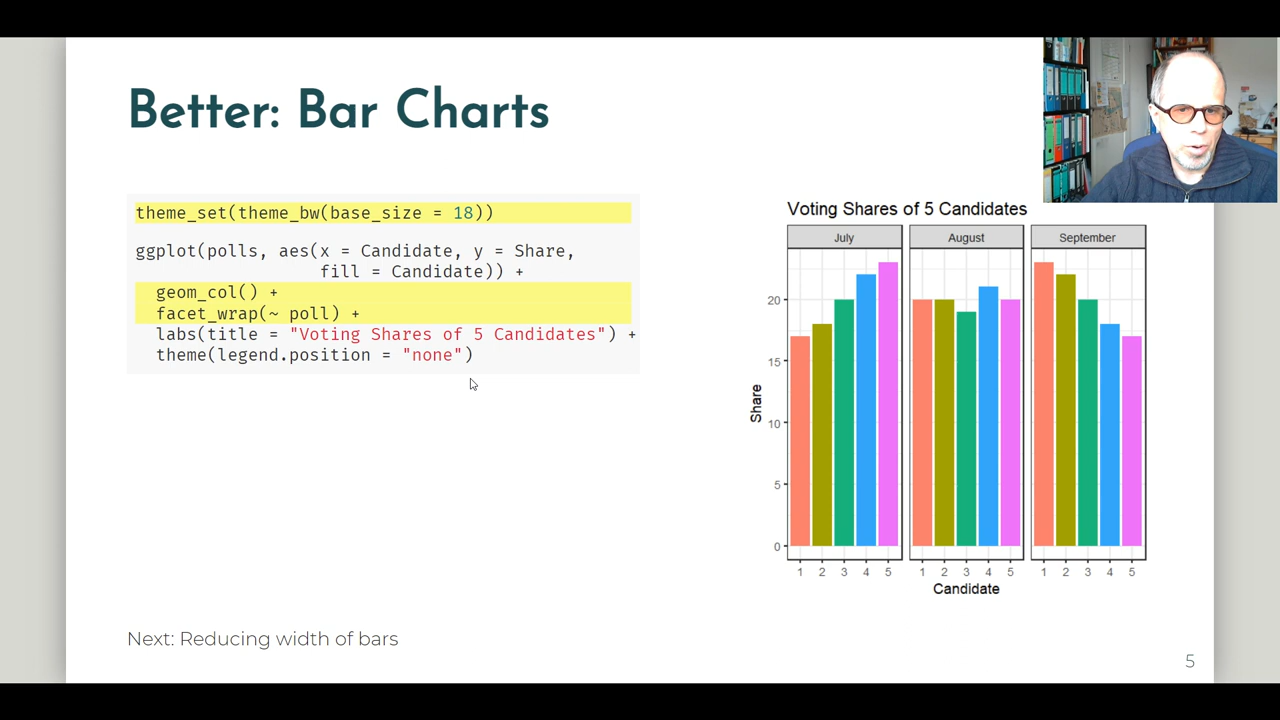 Better: Bar Charts
theme_set(theme_bw(base_size = 18))
ggplot(polls, aes(x = Candidate, y = Share,
fill = Candidate)) +
geom_col() +
facet_wrap(~ poll) +
labs(title = "Voting Shares of 5 Candidates") +
theme(legend.position = "none")
Voting Shares of 5 Candidates
July August September
20
15
10
5
0
Share
1 2 3 4 5 1 2 3 4 5 1 2 3 4 5
Candidate
Next: Reducing width of bars
5